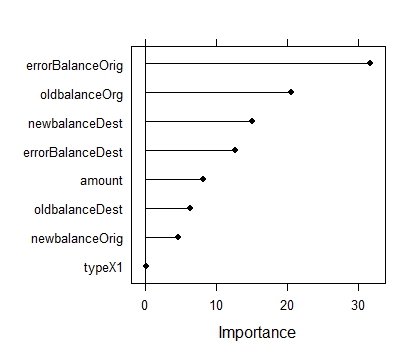 errorBalanceOrig
oldbalanceOrg
newbalanceDest
errorBalanceDest
amount
oldbalanceDest
newbalanceOrig
typeX1
0 10 20 30
Importance